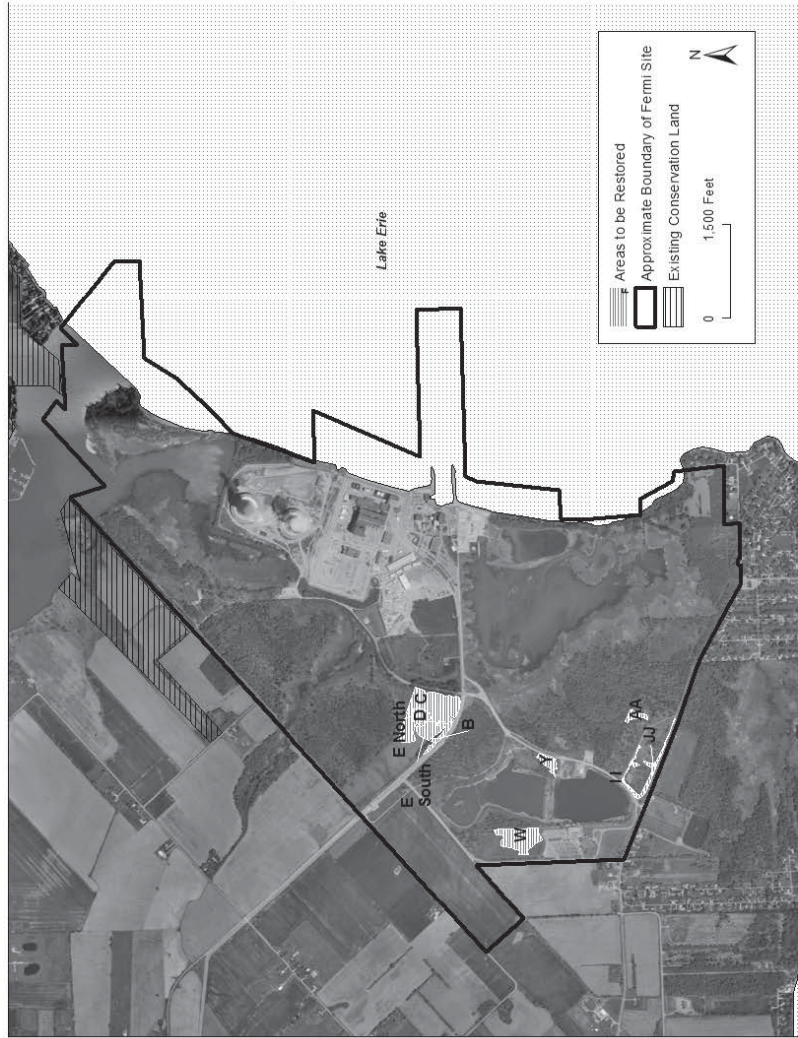 Lake Erie
E North
D C
E
South
B
Y
W
AA
JJ
II
F Areas to be Restored
Approximate Boundary of Fermi Site
Existing Conservation Land
0 1,500 Feet
N